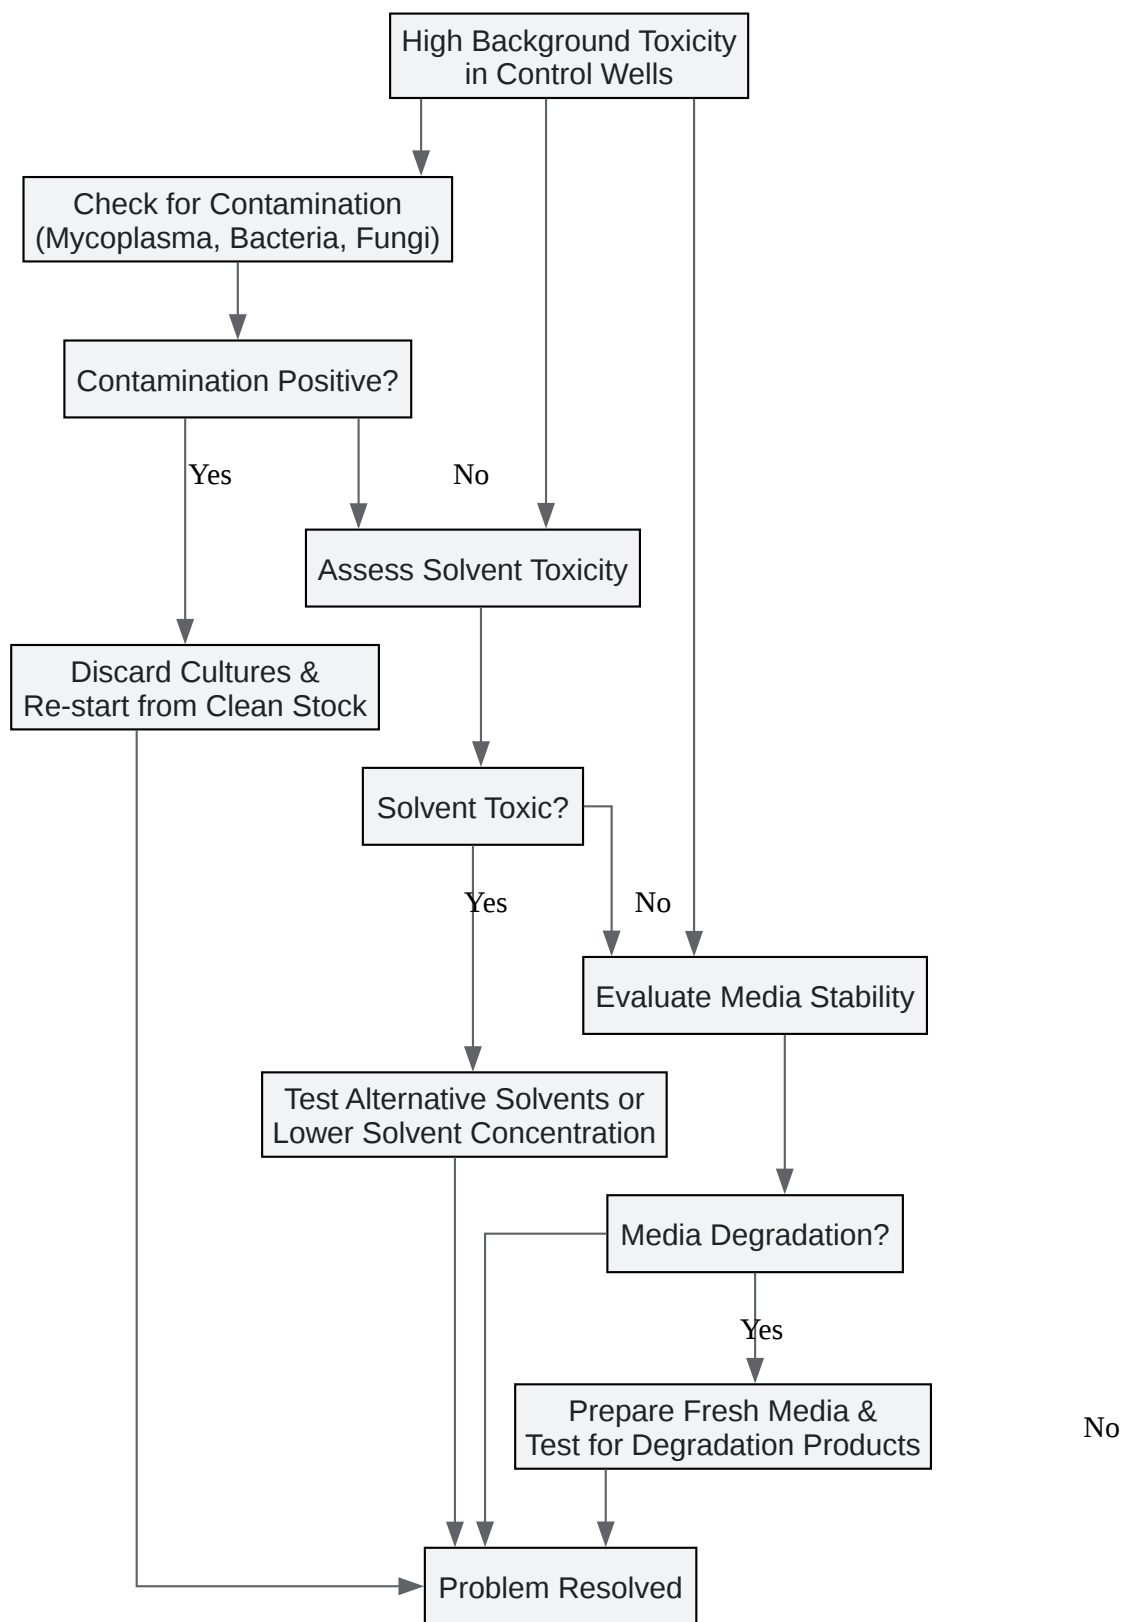 High Background Toxicity
in Control Wells
Check for Contamination
(Mycoplasma, Bacteria, Fungi)
Contamination Positive?
Yes
No
Assess Solvent Toxicity
Discard Cultures &
Re-start from Clean Stock
Solvent Toxic?
Yes
No
Evaluate Media Stability
Test Alternative Solvents or
Lower Solvent Concentration
Media Degradation?
Yes
Prepare Fresh Media &
Test for Degradation Products
No
Problem Resolved